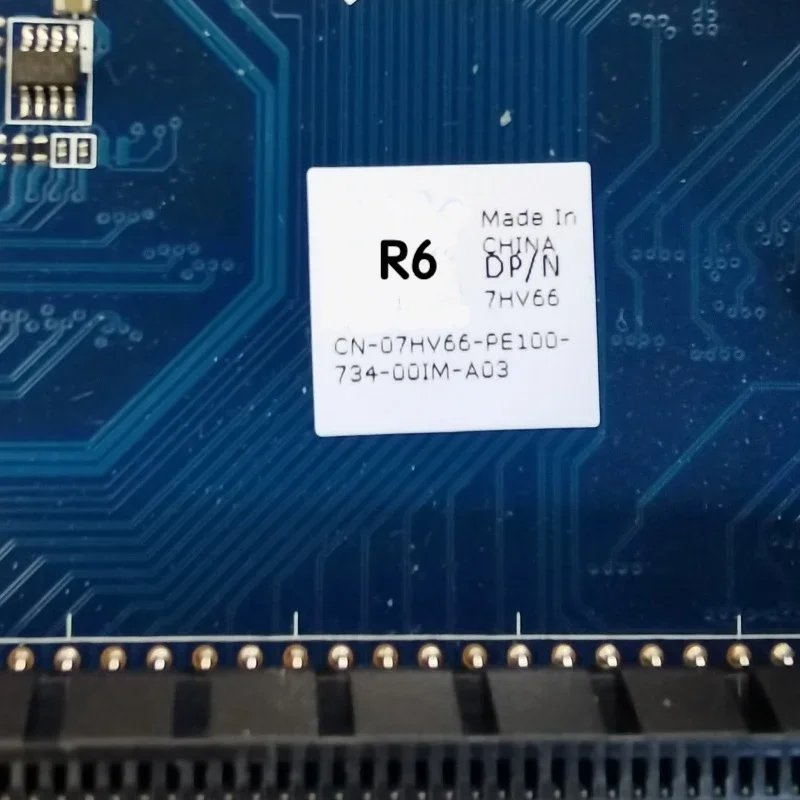 R6
Made In
CHINA
DP/N
7HV66
CN-07HV66-PE100-
734-00IM-A03